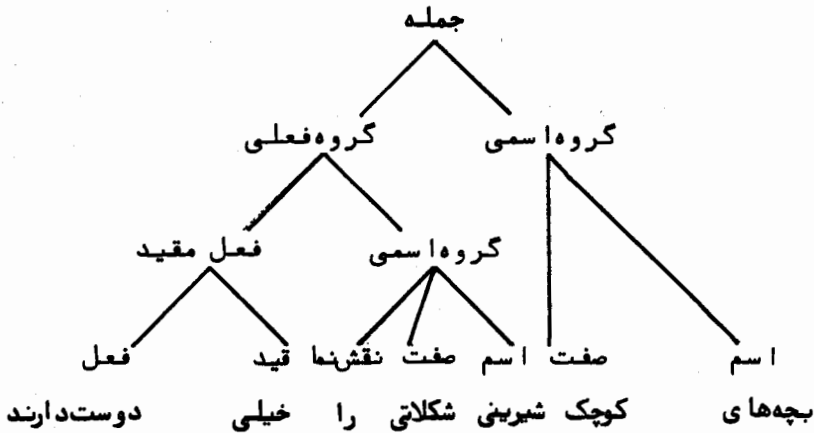 جمله
گروه اسمی گروه فعلی
گروه اسمی فعل مقید
اسم صفت اسم صفت نقش‌نما قید فعل
بچه‌های کوچک شیرینی شکلاتی را خیلی دوست‌دارند